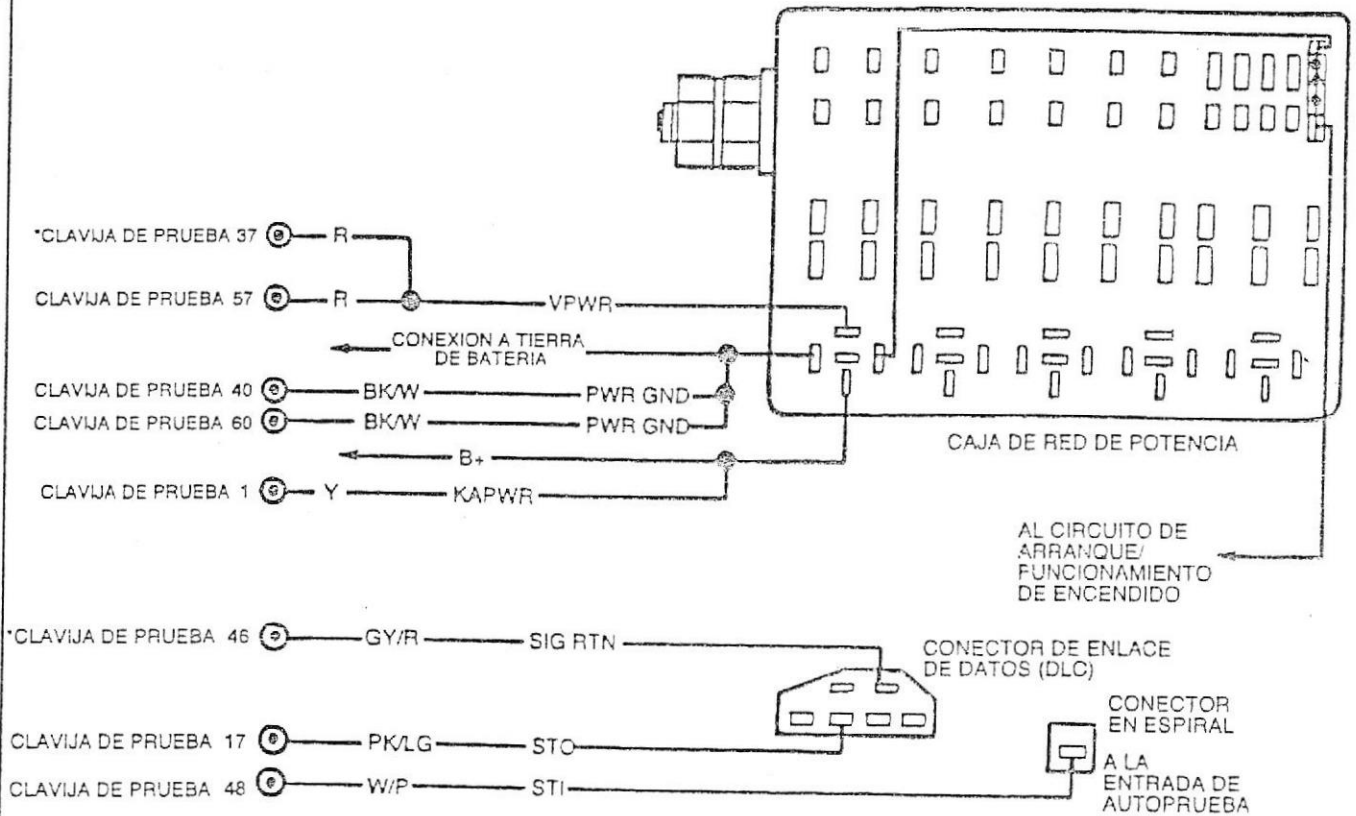 *CLAVIJA DE PRUEBA 37 R
CLAVIJA DE PRUEBA 57 R VPWR
CONEXION A TIERRA
DE BATERIA
CLAVIJA DE PRUEBA 40 BK/W PWR GND
CLAVIJA DE PRUEBA 60 BK/W PWR GND
B+
CLAVIJA DE PRUEBA 1 Y KAPWR
CAJA DE RED DE POTENCIA
AL CIRCUITO DE
ARRANQUE/
FUNCIONAMIENTO
DE ENCENDIDO
*CLAVIJA DE PRUEBA 46 GY/R SIG RTN
CONECTOR DE ENLACE
DE DATOS (DLC)
CLAVIJA DE PRUEBA 17 PK/LG STO
CLAVIJA DE PRUEBA 48 W/P STI
CONECTOR
EN ESPIRAL
A LA
ENTRADA DE
AUTOPRUEBA